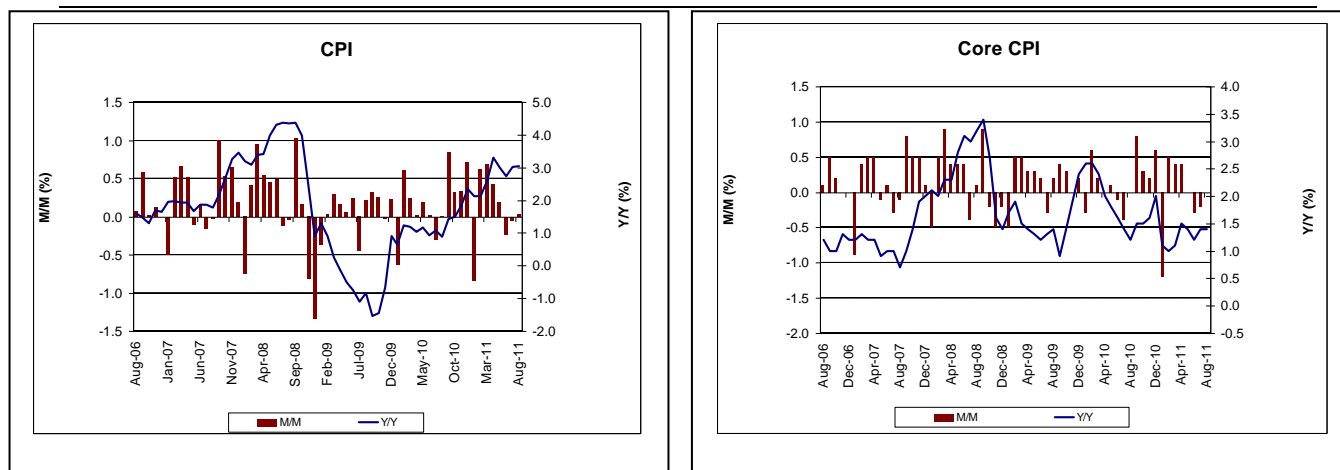 CPI
M/M (%)
1.5
1.0
0.5
0.0
-0.5
-1.0
-1.5
5.0
4.0
3.0
2.0
1.0
0.0
-1.0
-2.0
Y/Y (%)
Aug-06
Jan-07
Jun-07
Nov-07
Apr-08
Sep-08
Feb-09
Jul-09
Dec-09
May-10
Oct-10
Mar-11
Aug-11
M/M Y/Y
Core CPI
M/M (%)
1.5
1.0
0.5
0.0
-0.5
-1.0
-1.5
-2.0
4.0
3.5
3.0
2.5
2.0
1.5
1.0
0.5
0.0
-0.5
Y/Y (%)
Aug-06
Dec-06
Apr-07
Aug-07
Dec-07
Apr-08
Aug-08
Dec-08
Apr-09
Aug-09
Dec-09
Apr-10
Aug-10
Dec-10
Apr-11
Aug-11
M/M Y/Y